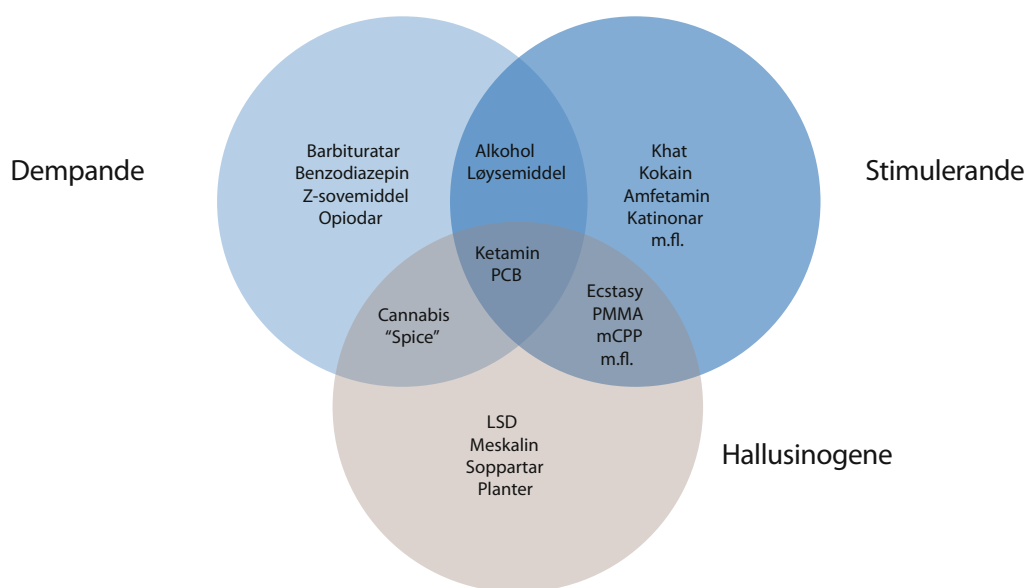 Dempande
Barbituratar
Benzodiazepin
Z-sovemiddel
Opiodar
Alkohol
Løysemiddel
Khat
Kokain
Amfetamin
Katinonar
m.fl.
Stimulerande
Ketamin
PCB
Cannabis
“Spice”
Ecstasy
PMMA
mCPP
m.fl.
LSD
Meskalin
Soppartar
Planter
Hallusinogene